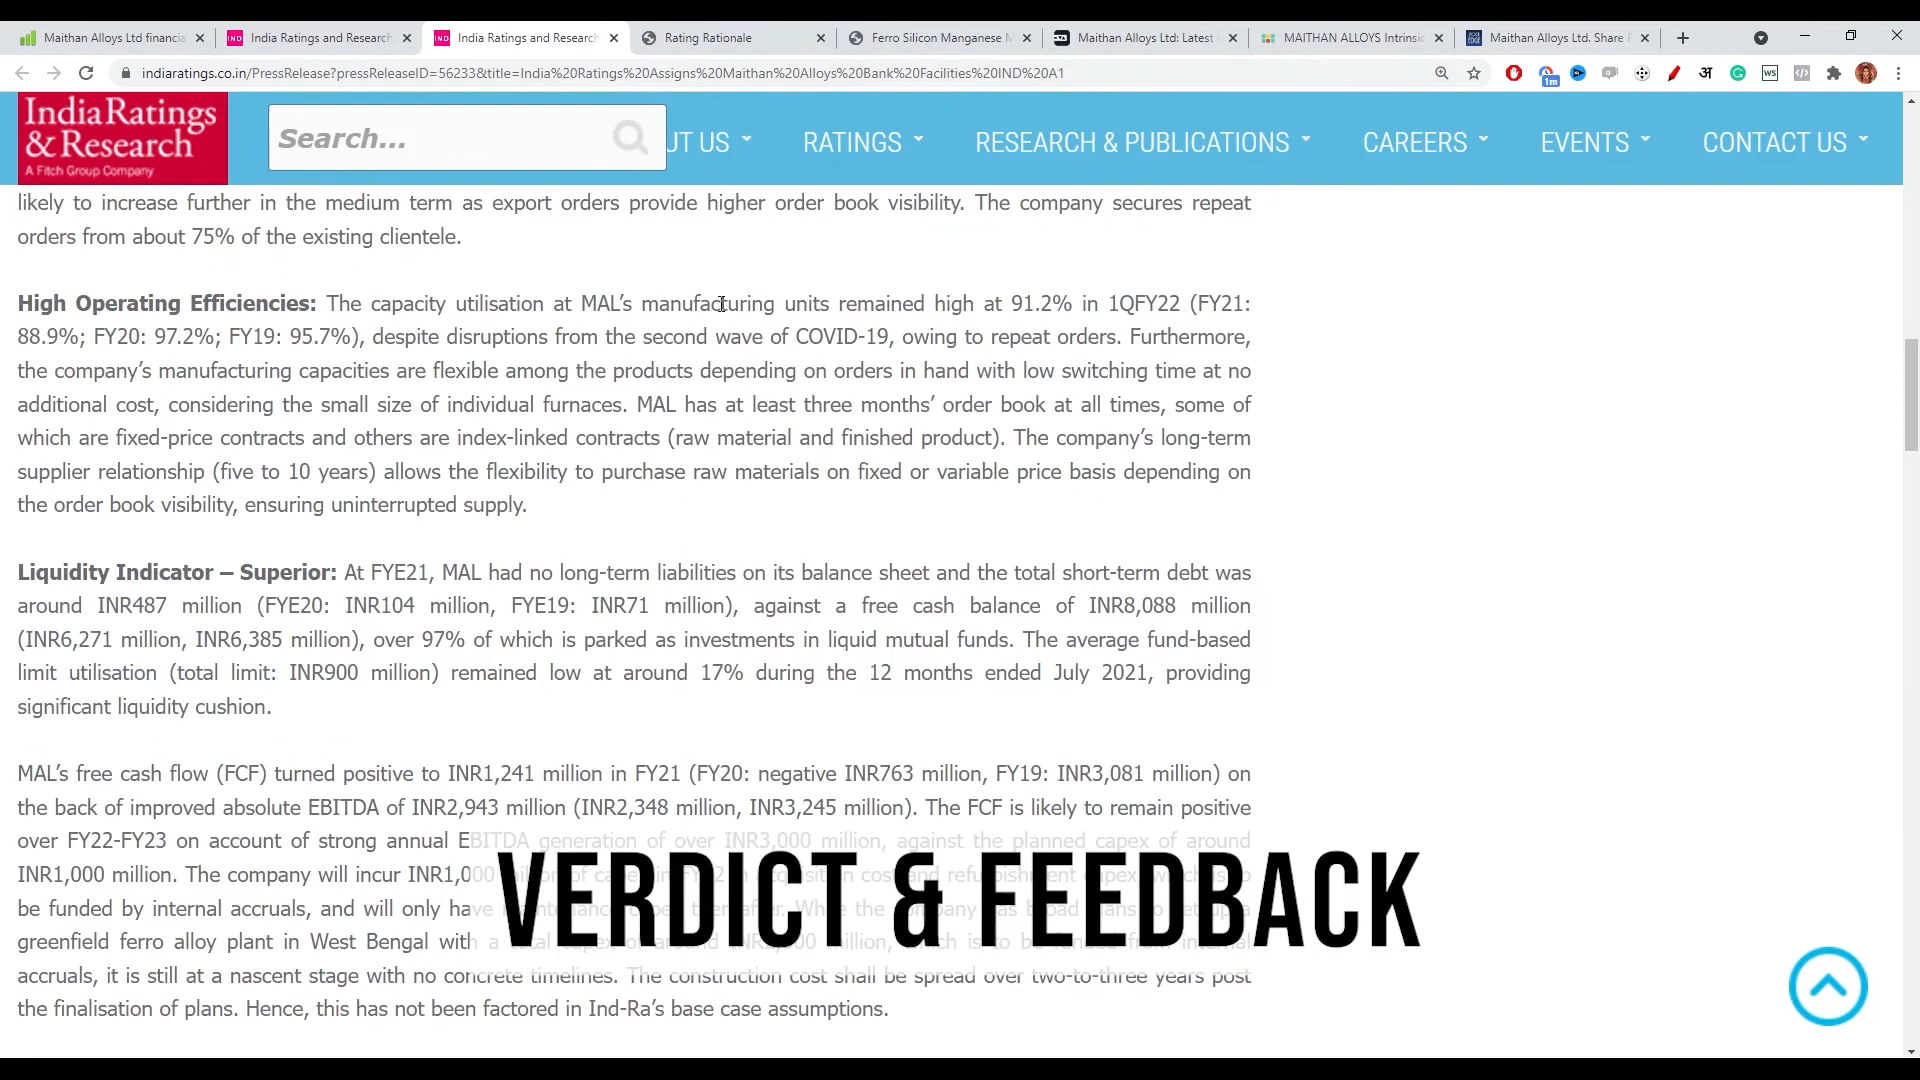 Maithan Alloys Ltd financia
India Ratings and Research
India Ratings and Research
Rating Rationale
Ferro Silicon Manganese M
Maithan Alloys Ltd: Latest
MAITHAN ALLOYS Intrinsi
Maithan Alloys Ltd. Share P
indiaratings.co.in/PressRelease?pressReleaseID=56233&title=India%20Ratings%20Assigns%20Maithan%20Alloys%20Bank%20Facilities%20IND%20A1
India Ratings
& Research
A Fitch Group Company
Search...
UT US
RATINGS
RESEARCH & PUBLICATIONS
CAREERS
EVENTS
CONTACT US
likely to increase further in the medium term as export orders provide higher order book visibility. The company secures repeat
orders from about 75% of the existing clientele.
High Operating Efficiencies: The capacity utilisation at MAL's manufacturing units remained high at 91.2% in 1QFY22 (FY21:
88.9%; FY20: 97.2%; FY19: 95.7%), despite disruptions from the second wave of COVID-19, owing to repeat orders. Furthermore,
the company's manufacturing capacities are flexible among the products depending on orders in hand with low switching time at no
additional cost, considering the small size of individual furnaces. MAL has at least three months' order book at all times, some of
which are fixed-price contracts and others are index-linked contracts (raw material and finished product). The company's long-term
supplier relationship (five to 10 years) allows the flexibility to purchase raw materials on fixed or variable price basis depending on
the order book visibility, ensuring uninterrupted supply.
Liquidity Indicator – Superior: At FYE21, MAL had no long-term liabilities on its balance sheet and the total short-term debt was
around INR487 million (FYE20: INR104 million, FYE19: INR71 million), against a free cash balance of INR8,088 million
(INR6,271 million, INR6,385 million), over 97% of which is parked as investments in liquid mutual funds. The average fund-based
limit utilisation (total limit: INR900 million) remained low at around 17% during the 12 months ended July 2021, providing
significant liquidity cushion.
MAL's free cash flow (FCF) turned positive to INR1,241 million in FY21 (FY20: negative INR763 million, FY19: INR3,081 million) on
the back of improved absolute EBITDA of INR2,943 million (INR2,348 million, INR3,245 million). The FCF is likely to remain positive
over FY22-FY23 on account of strong annual EBITDA generation of over INR3,000 million, against the planned capex of around
INR1,000 million. The company will incur INR1,000
be funded by internal accruals, and will only have
greenfield ferro alloy plant in West Bengal with a
accruals, it is still at a nascent stage with no concrete timelines. The construction cost shall be spread over two-to-three years post
the finalisation of plans. Hence, this has not been factored in Ind-Ra's base case assumptions.
VERDICT & FEEDBACK